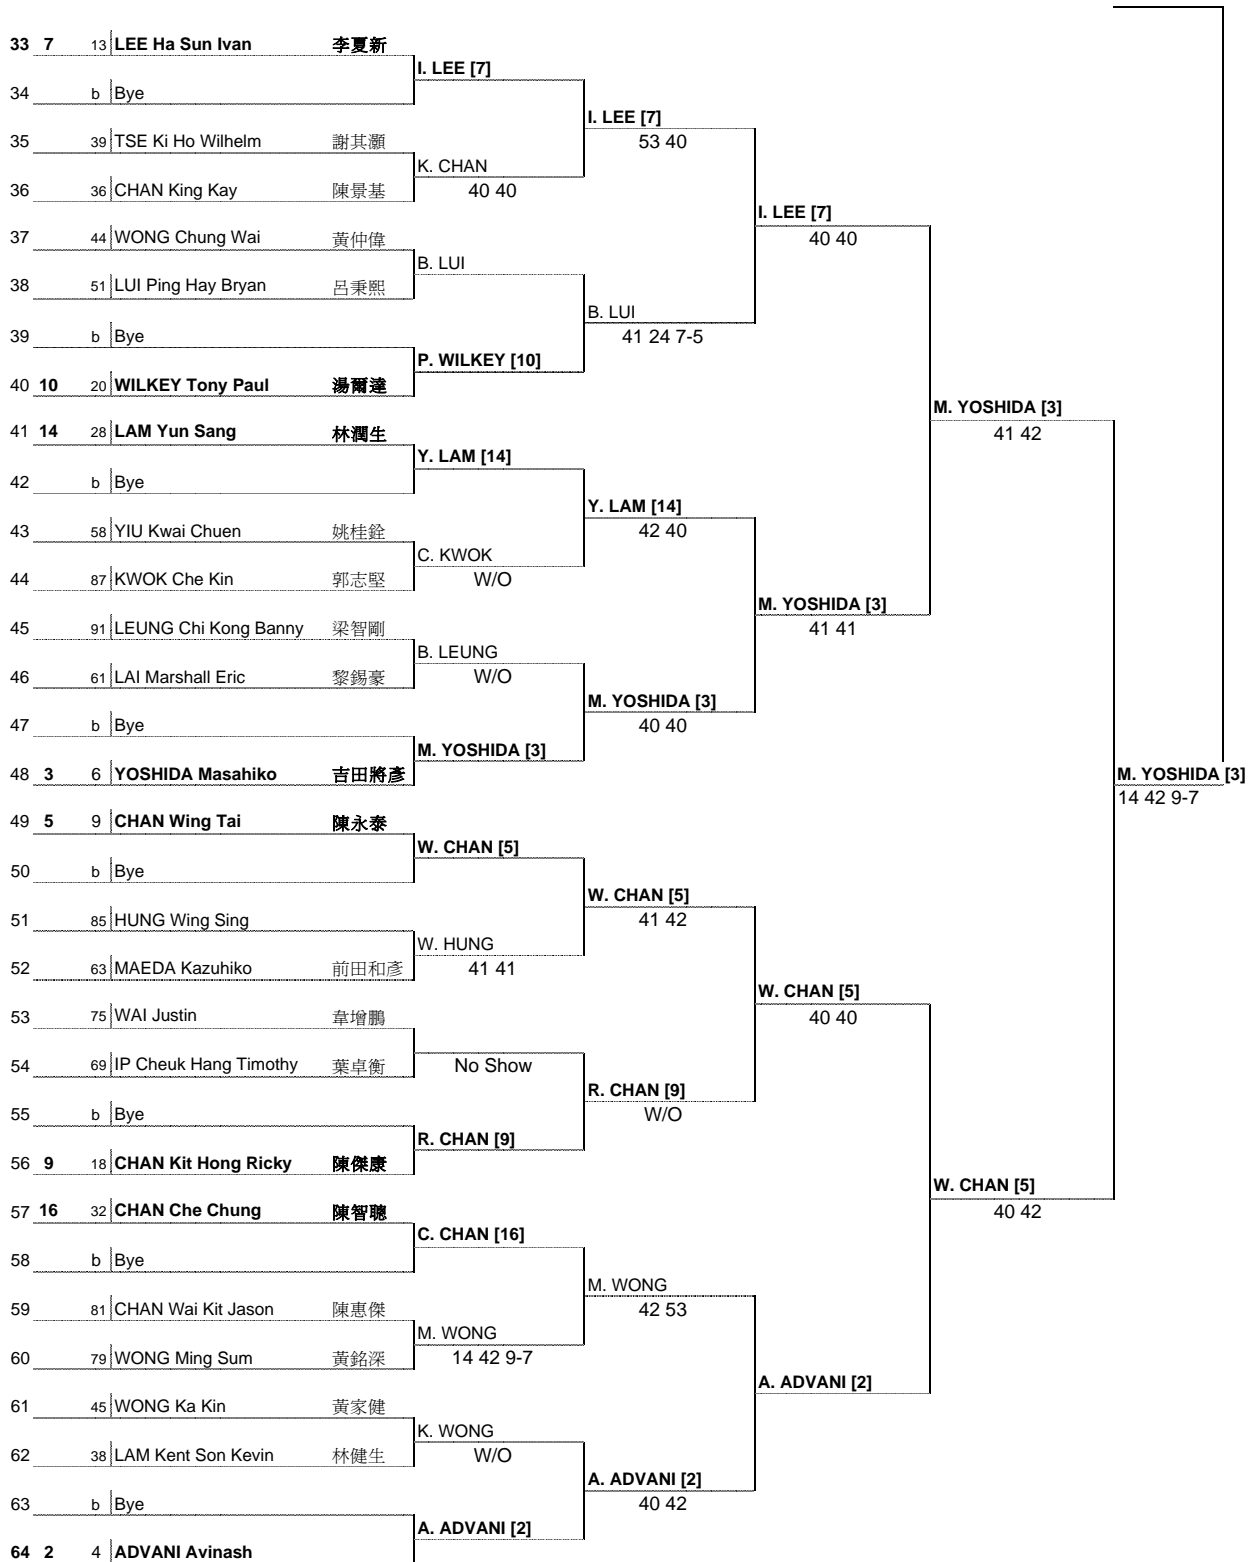 33 7 13 LEE Ha Sun Ivan 李夏新
I. LEE [7]
34 b Bye
I. LEE [7]
35 39 TSE Ki Ho Wilhelm 謝其灝
53 40
K. CHAN
36 36 CHAN King Kay 陳景基
40 40
I. LEE [7]
37 44 WONG Chung Wai 黃仲偉
40 40
B. LUI
38 51 LUI Ping Hay Bryan 呂秉熙
B. LUI
39 b Bye
41 24 7-5
P. WILKEY [10]
40 10 20 WILKEY Tony Paul 湯爾達
M. YOSHIDA [3]
41 14 28 LAM Yun Sang 林潤生
41 42
Y. LAM [14]
42 b Bye
Y. LAM [14]
43 58 YIU Kwai Chuen 姚桂銓
42 40
C. KWOK
44 87 KWOK Che Kin 郭志堅
W/O
M. YOSHIDA [3]
45 91 LEUNG Chi Kong Banny 梁智剛
41 41
B. LEUNG
46 61 LAI Marshall Eric 黎錫豪
W/O
M. YOSHIDA [3]
47 b Bye
40 40
M. YOSHIDA [3]
48 3 6 YOSHIDA Masahiko 吉田將彥
M. YOSHIDA [3]
14 42 9-7
49 5 9 CHAN Wing Tai 陳永泰
W. CHAN [5]
50 b Bye
W. CHAN [5]
51 85 HUNG Wing Sing
41 42
W. HUNG
52 63 MAEDA Kazuhiko 前田和彥
41 41
W. CHAN [5]
53 75 WAI Justin 韋增鵬
40 40
54 69 IP Cheuk Hang Timothy 葉卓衡
No Show
R. CHAN [9]
55 b Bye
W/O
R. CHAN [9]
56 9 18 CHAN Kit Hong Ricky 陳傑康
W. CHAN [5]
57 16 32 CHAN Che Chung 陳智聰
40 42
C. CHAN [16]
58 b Bye
M. WONG
59 81 CHAN Wai Kit Jason 陳惠傑
42 53
M. WONG
60 79 WONG Ming Sum 黃銘深
14 42 9-7
A. ADVANI [2]
61 45 WONG Ka Kin 黃家健
K. WONG
62 38 LAM Kent Son Kevin 林健生
W/O
A. ADVANI [2]
63 b Bye
40 42
A. ADVANI [2]
64 2 4 ADVANI Avinash